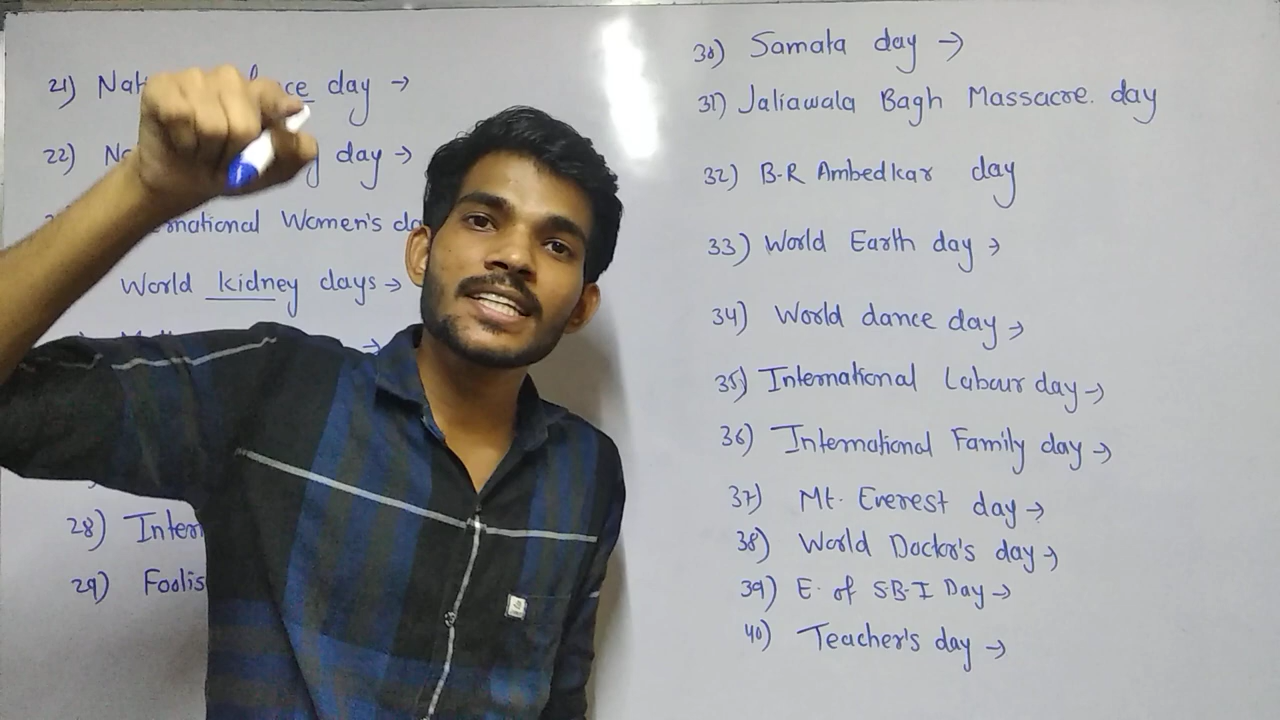 21) ce day →
22) day →
national Women's da
World kidney days →
→
28) Inter
29) Foolis
30) Samata day →
31) Jaliawala Bagh Massacre. day
32) B-R Ambedkar day
33) World Earth day →
34) World dance day →
35) International Labour day →
36) International Family day →
37) Mt. Everest day →
38) World Doctor's day →
39) E. of SB-I Day →
40) Teacher's day →